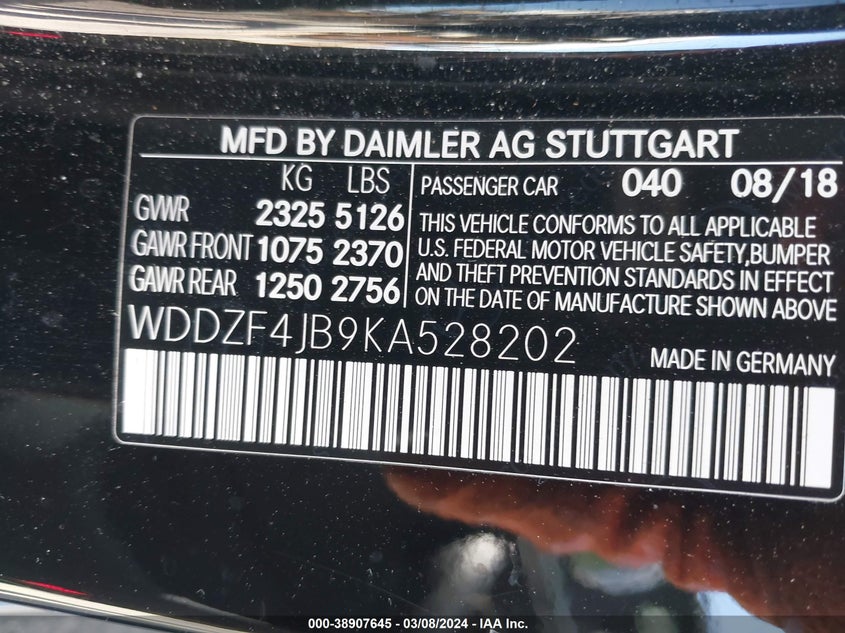 MFD BY DAIMLER AG STUTTGART
KG LBS
GWWR 2325 5126
GAWR FRONT 1075 2370
GAWR REAR 1250 2756
PASSENGER CAR 040 08/18
THIS VEHICLE CONFORMS TO ALL APPLICABLE
U.S. FEDERAL MOTOR VEHICLE SAFETY,BUMPER
AND THEFT PREVENTION STANDARDS IN EFFECT
ON THE DATE OF MANUFACTURE SHOWN ABOVE
WDDZF4JB9KA528202
MADE IN GERMANY
000-38907645 - 03/08/2024 - IAA Inc.